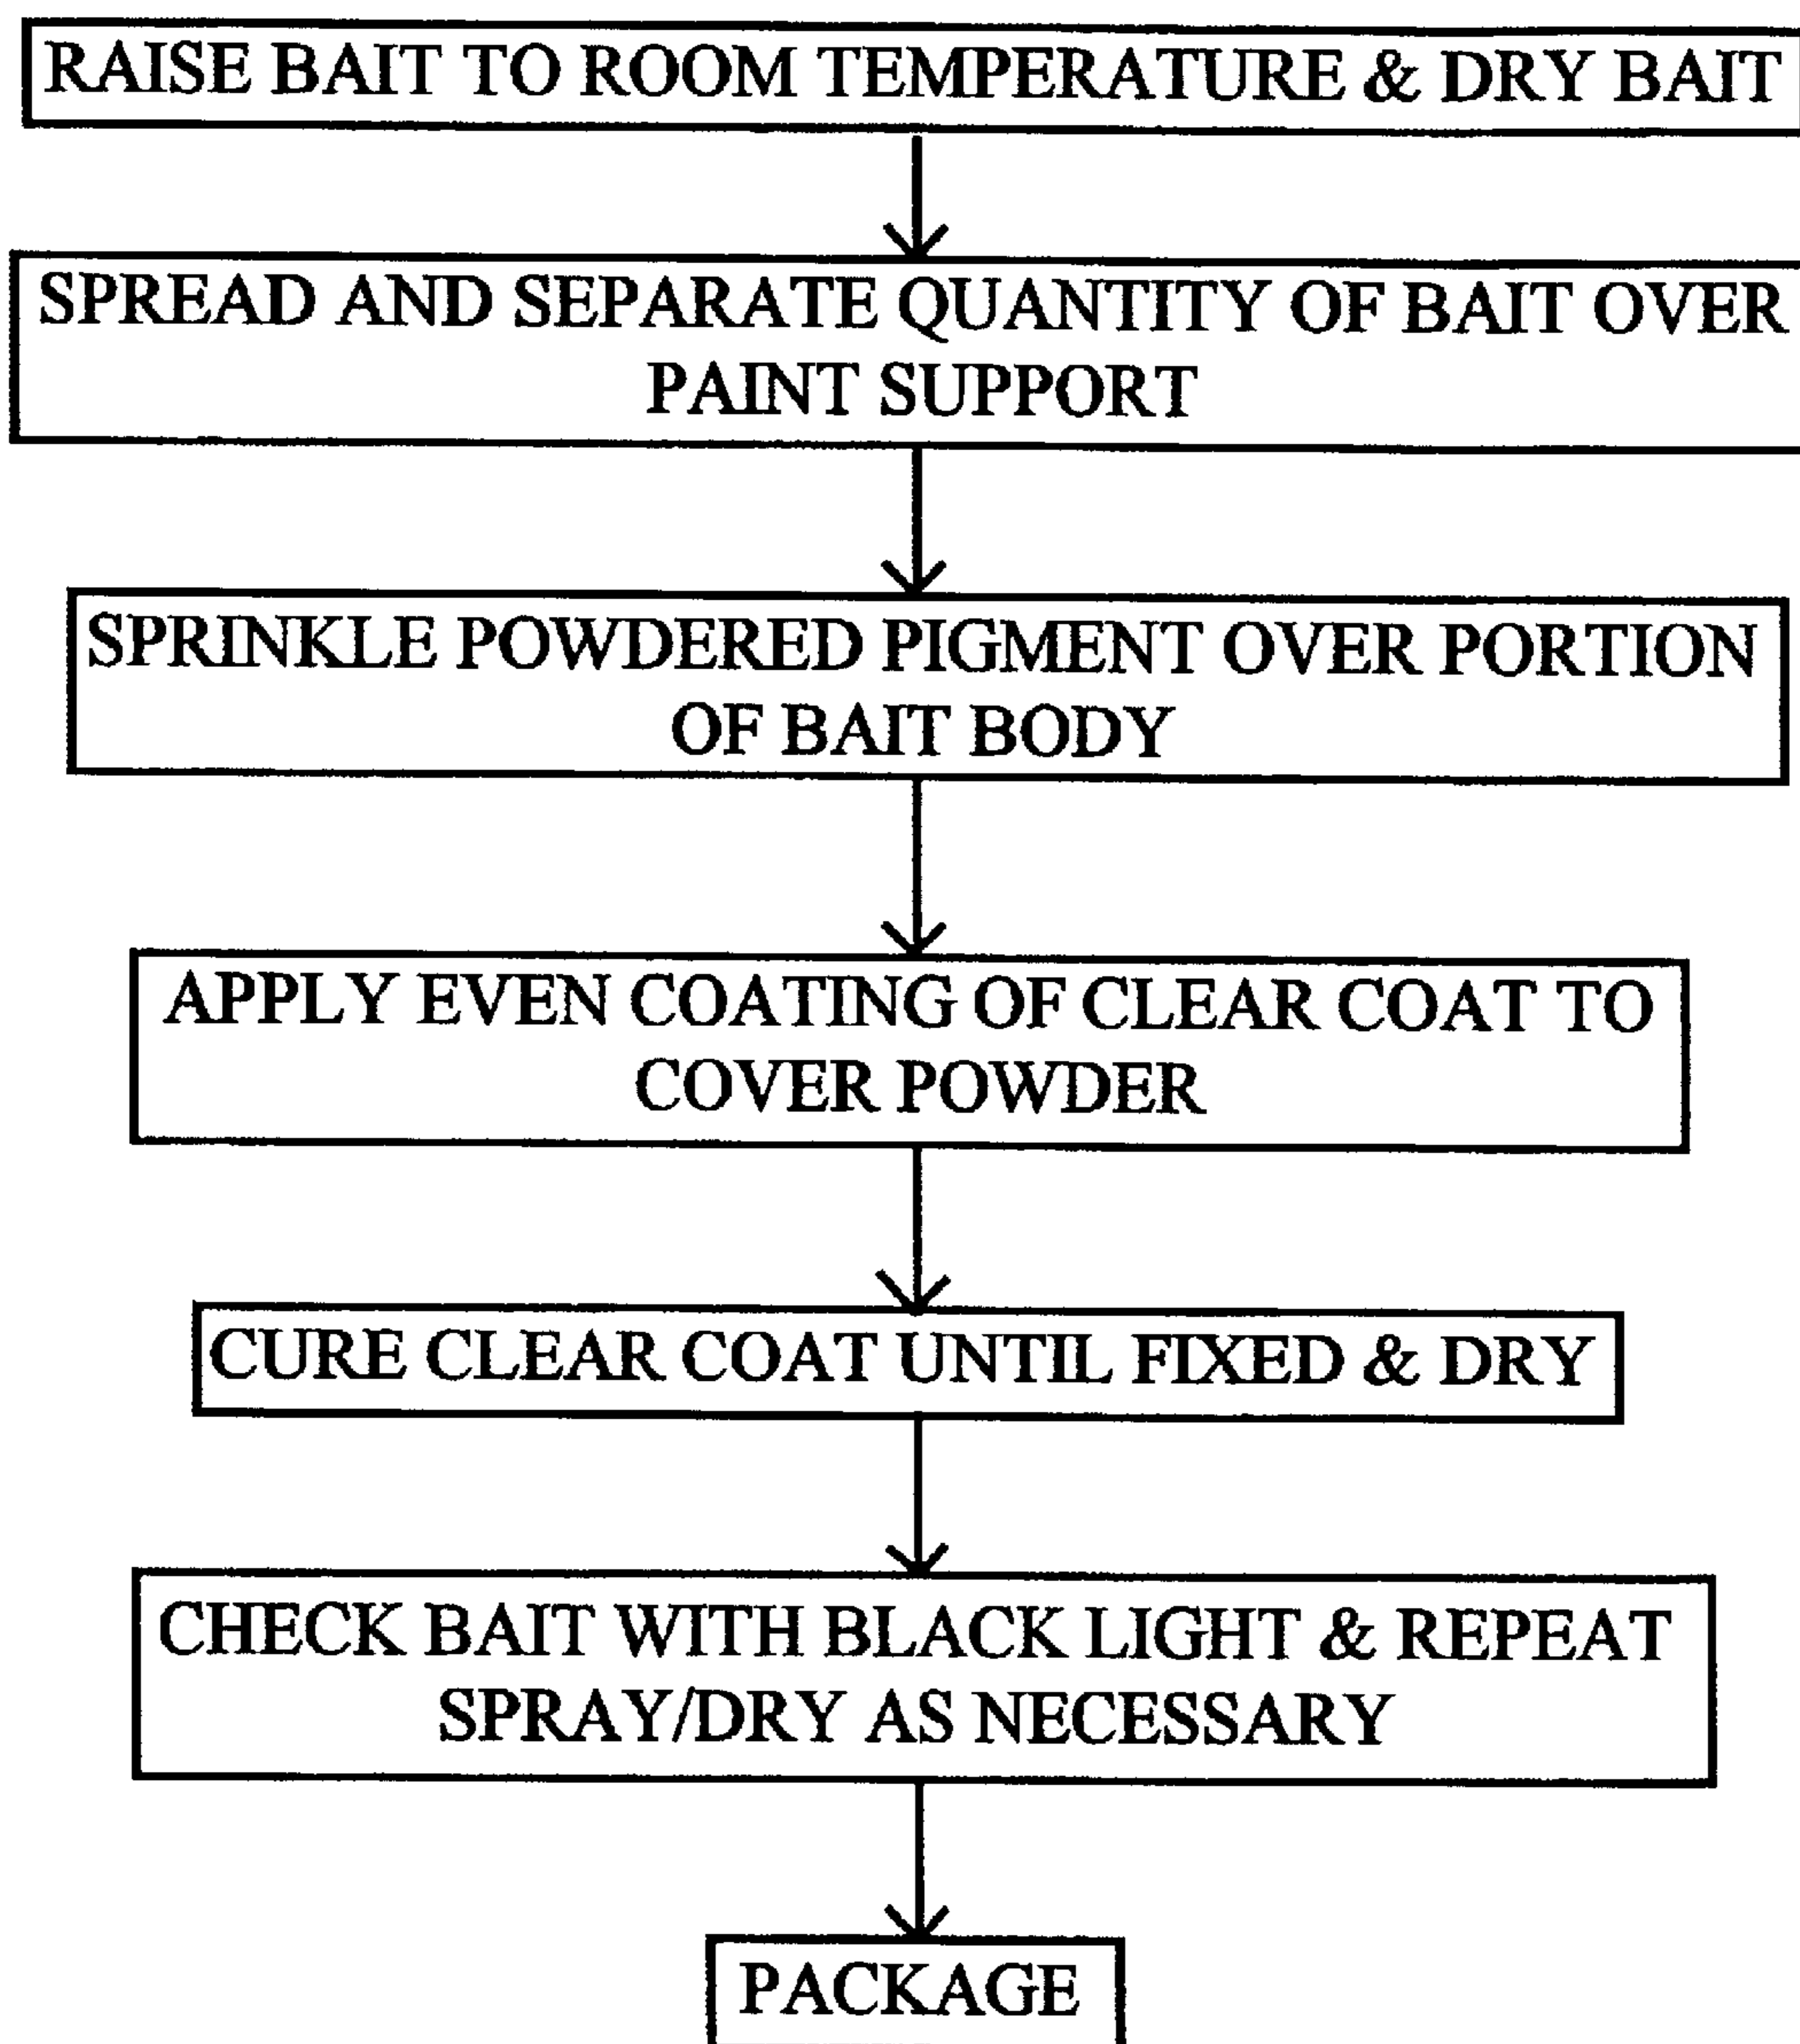 RAISE BAIT TO ROOM TEMPERATURE & DRY BAIT
SPREAD AND SEPARATE QUANTITY OF BAIT OVER
PAINT SUPPORT
SPRINKLE POWDERED PIGMENT OVER PORTION
OF BAIT BODY
APPLY EVEN COATING OF CLEAR COAT TO
COVER POWDER
CURE CLEAR COAT UNTIL FIXED & DRY
CHECK BAIT WITH BLACK LIGHT & REPEAT
SPRAY/DRY AS NECESSARY
PACKAGE